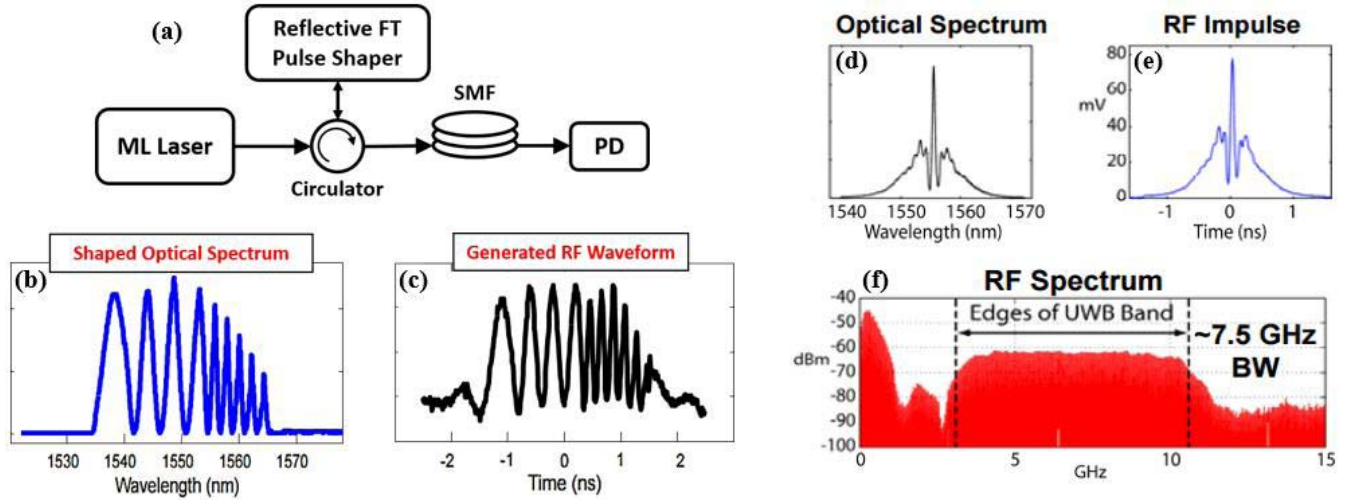 (a)
Reflective FT
Pulse Shaper
ML Laser
Circulator
SMF
PD
(b)
Shaped Optical Spectrum
1530 1540 1550 1560 1570
Wavelength (nm)
(c)
Generated RF Waveform
-2 -1 0 1 2
Time (ns)
Optical Spectrum
(d)
1540 1550 1560 1570
Wavelength (nm)
RF Impulse
(e)
80
60
mV
40
20
0
-1 0 1
Time (ns)
(f)
RF Spectrum
-40
-50
dBm
-60
-70
-80
-90
-100
Edges of UWB Band
~7.5 GHz
BW
0 5 10 15
GHz